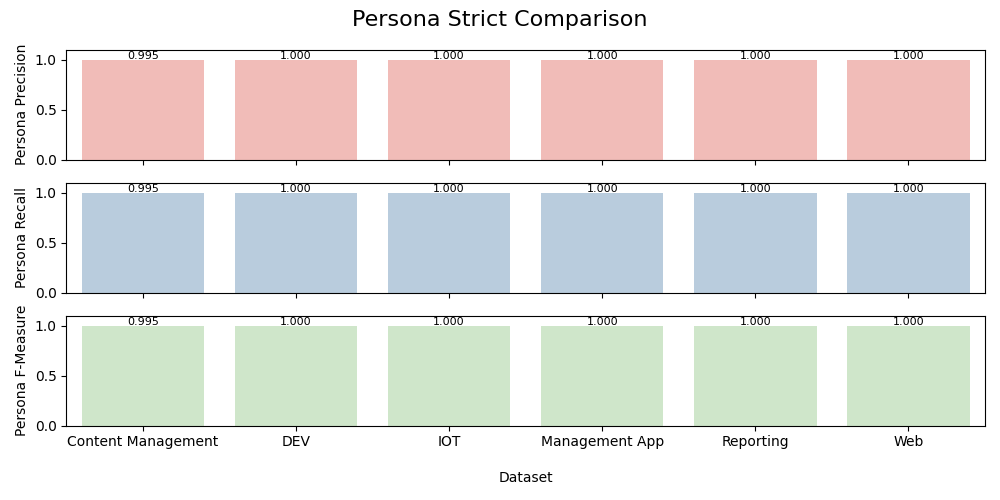 Persona Strict Comparison
Persona Precision
1.0
0.5
0.0
0.995 1.000 1.000 1.000 1.000 1.000
Persona Recall
1.0
0.5
0.0
0.995 1.000 1.000 1.000 1.000 1.000
Persona F-Measure
1.0
0.5
0.0
0.995 1.000 1.000 1.000 1.000 1.000
Content Management DEV IOT Management App Reporting Web
Dataset